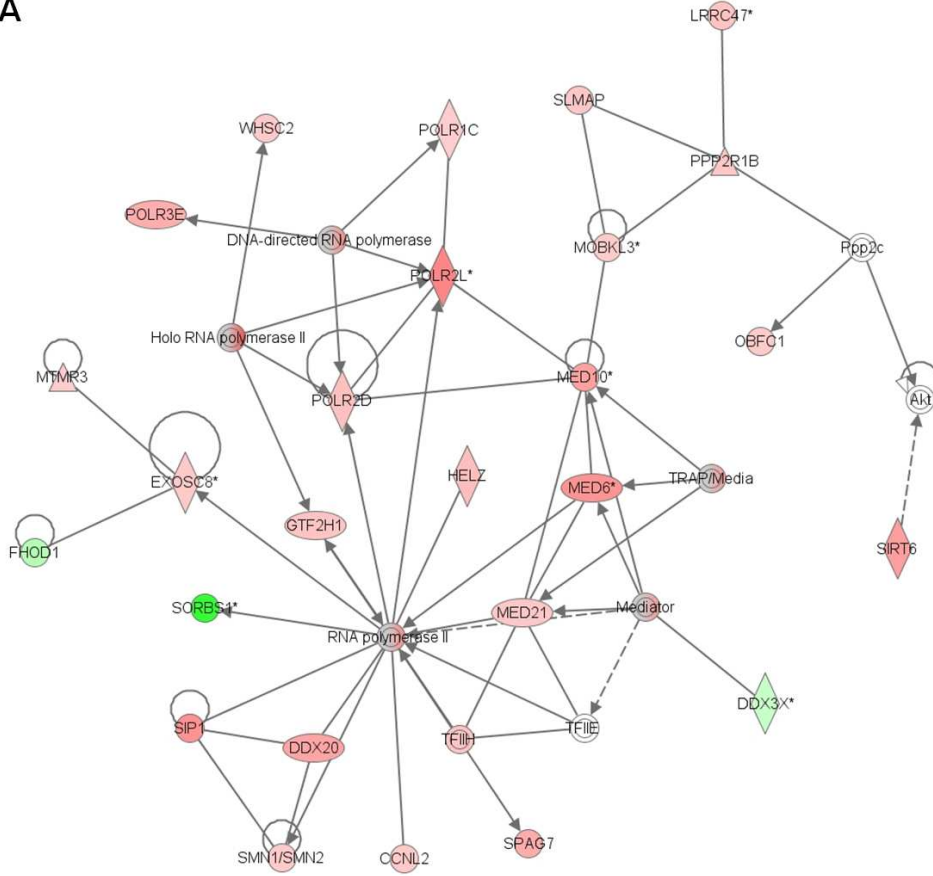 A
LRRC47*
SLMAP
WHSC2
POLR1C
PPP2R1B
POLR3E
DNA-directed RNA polymerase
MOBKL3*
Ppp2c
POLR2L*
Holo RNA polymerase II
OBFC1
MTMR3
MED10*
POLR2D
Akt
EXOSC8*
HELZ
TRAP/Media
MED6*
GTF2H1
FHOD1
SIRT6
SORBS1*
MED21
Mediator
RNA polymerase II
DDX3X*
SIP1
TFIIH
TFIIE
DDX20
SPAG7
SMN1/SMN2
CCNL2